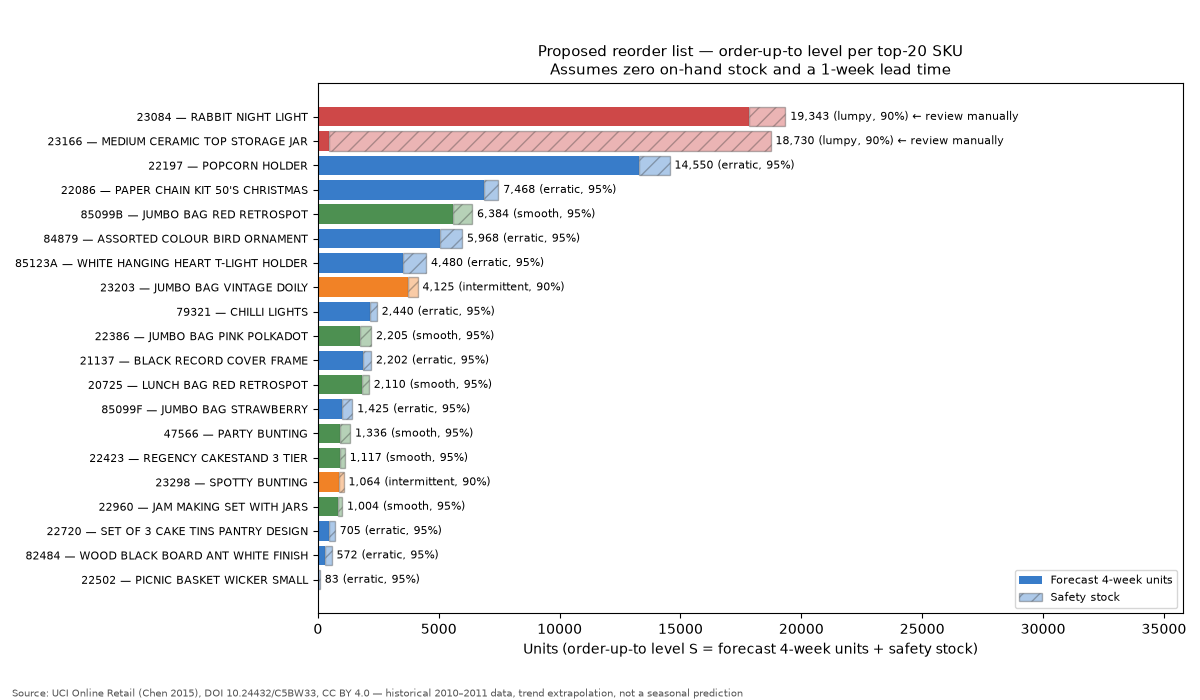 Proposed reorder list — order-up-to level per top-20 SKU
Assumes zero on-hand stock and a 1-week lead time
23084 — RABBIT NIGHT LIGHT 19,343 (lumpy, 90%) ← review manually
23166 — MEDIUM CERAMIC TOP STORAGE JAR 18,730 (lumpy, 90%) ← review manually
22197 — POPCORN HOLDER 14,550 (erratic, 95%)
22086 — PAPER CHAIN KIT 50'S CHRISTMAS 7,468 (erratic, 95%)
85099B — JUMBO BAG RED RETROSPOT 6,384 (smooth, 95%)
84879 — ASSORTED COLOUR BIRD ORNAMENT 5,968 (erratic, 95%)
85123A — WHITE HANGING HEART T-LIGHT HOLDER 4,480 (erratic, 95%)
23203 — JUMBO BAG VINTAGE DOILY 4,125 (intermittent, 90%)
79321 — CHILLI LIGHTS 2,440 (erratic, 95%)
22386 — JUMBO BAG PINK POLKADOT 2,205 (smooth, 95%)
21137 — BLACK RECORD COVER FRAME 2,202 (erratic, 95%)
20725 — LUNCH BAG RED RETROSPOT 2,110 (smooth, 95%)
85099F — JUMBO BAG STRAWBERRY 1,425 (erratic, 95%)
47566 — PARTY BUNTING 1,336 (smooth, 95%)
22423 — REGENCY CAKESTAND 3 TIER 1,117 (smooth, 95%)
23298 — SPOTTY BUNTING 1,064 (intermittent, 90%)
22960 — JAM MAKING SET WITH JARS 1,004 (smooth, 95%)
22720 — SET OF 3 CAKE TINS PANTRY DESIGN 705 (erratic, 95%)
82484 — WOOD BLACK BOARD ANT WHITE FINISH 572 (erratic, 95%)
22502 — PICNIC BASKET WICKER SMALL 83 (erratic, 95%)
Forecast 4-week units
Safety stock
0 5000 10000 15000 20000 25000 30000 35000
Units (order-up-to level S = forecast 4-week units + safety stock)
Source: UCI Online Retail (Chen 2015), DOI 10.24432/C5BW33, CC BY 4.0 — historical 2010–2011 data, trend extrapolation, not a seasonal prediction